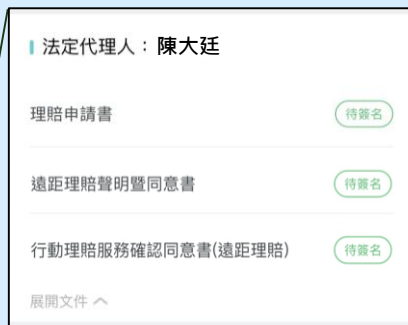 法定代理人：陳大廷
理賠申請書 待簽名
遠距理賠聲明暨同意書 待簽名
行動理賠服務確認同意書(遠距理賠) 待簽名
展開文件